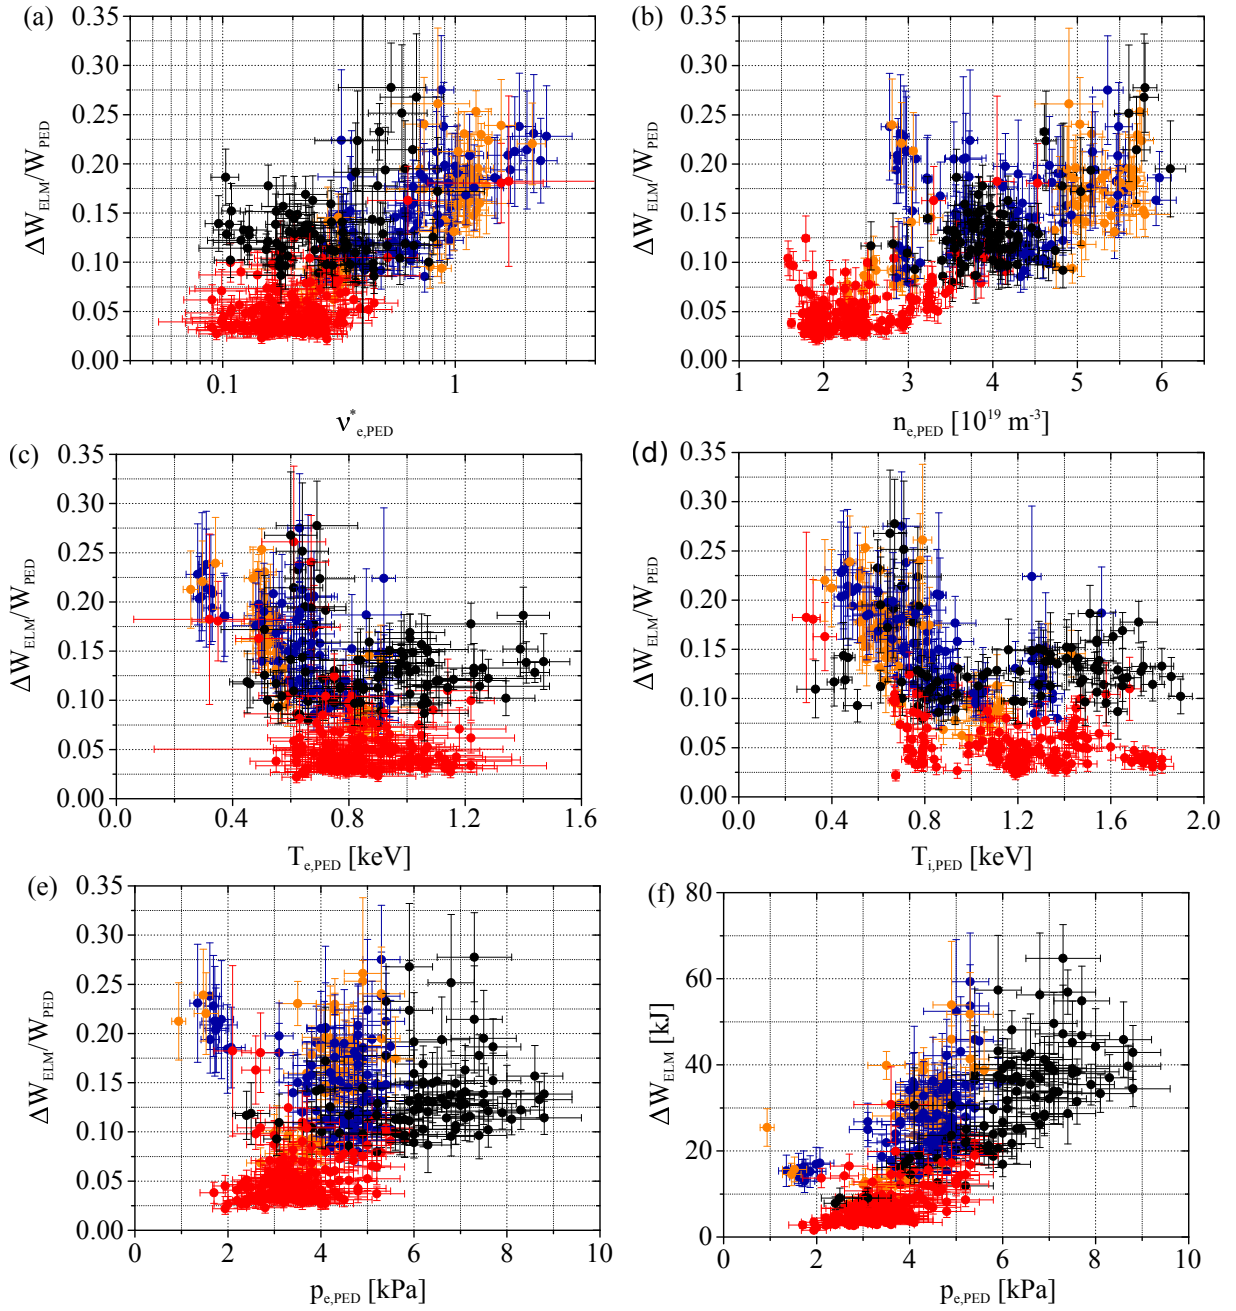 (a)
0.35
0.30
0.25
0.20
0.15
0.10
0.05
0.00
ΔW_ELM/W_PED
0.1
1
ν*_e,PED
(b)
0.35
0.30
0.25
0.20
0.15
0.10
0.05
0.00
ΔW_ELM/W_PED
1 2 3 4 5 6
n_e,PED [10^19 m^-3]
(c)
0.35
0.30
0.25
0.20
0.15
0.10
0.05
0.00
ΔW_ELM/W_PED
0.0 0.4 0.8 1.2 1.6
T_e,PED [keV]
(d)
0.35
0.30
0.25
0.20
0.15
0.10
0.05
0.00
ΔW_ELM/W_PED
0.0 0.4 0.8 1.2 1.6 2.0
T_i,PED [keV]
(e)
0.35
0.30
0.25
0.20
0.15
0.10
0.05
0.00
ΔW_ELM/W_PED
0 2 4 6 8 10
p_e,PED [kPa]
(f)
80
60
40
20
0
ΔW_ELM [kJ]
0 2 4 6 8 10
p_e,PED [kPa]